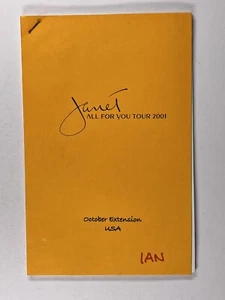 Janet
ALL FOR YOU TOUR 2001
October Extension
USA
IAN